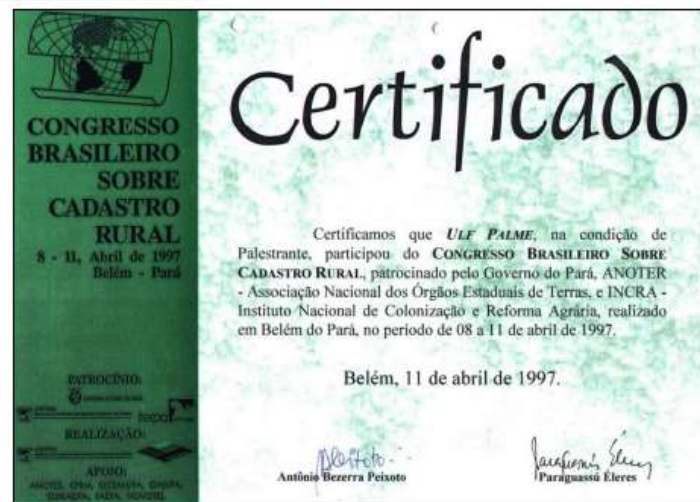 CONGRESSO
BRASILEIRO
SOBRE
CADASTRO
RURAL
8 - 11, Abril de 1997
Belém - Pará
PATROCÍNIO:
iterpa
REALIZAÇÃO:
APOIO:
Certificado
Certificamos que ULF PALME, na condição de
Palestrante, participou do CONGRESSO BRASILEIRO SOBRE
CADASTRO RURAL, patrocinado pelo Governo do Pará, ANOTER
- Associação Nacional dos Órgãos Estaduais de Terras, e INCRA -
Instituto Nacional de Colonização e Reforma Agrária, realizado
em Belém do Pará, no período de 08 a 11 de abril de 1997.
Belém, 11 de abril de 1997.
Antônio Bezerra Peixoto
Paraguassú Éleres